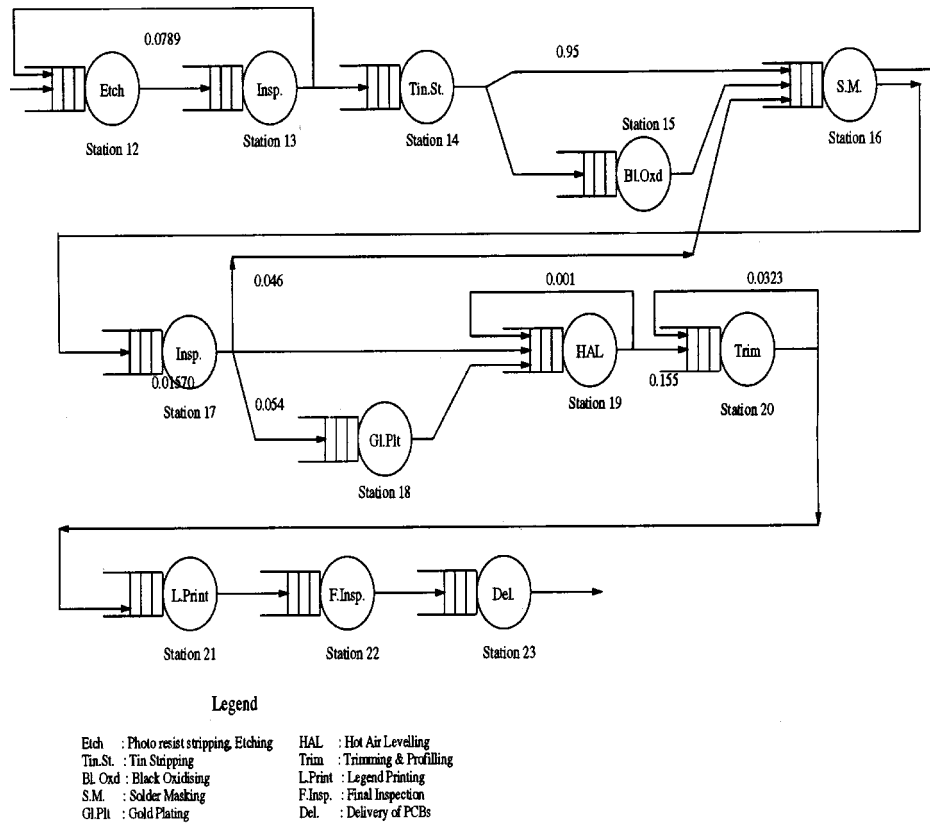 0.0789
Etch
Insp.
Tin.St.
0.95
S.M.
Station 12
Station 13
Station 14
Station 15
Station 16
Bl.Oxd
0.046
0.001
0.0323
Insp.
HAL
Trim
0.01570
Station 17
0.054
Station 19
0.155
Station 20
Gl.Plt
Station 18
L.Print
F.Insp.
Del.
Station 21
Station 22
Station 23
Legend
Etch : Photo resist stripping, Etching
Tin.St. : Tin Stripping
Bl. Oxd : Black Oxidising
S.M. : Solder Masking
Gl.Plt : Gold Plating
HAL : Hot Air Levelling
Trim : Trimming & Profilling
L.Print : Legend Printing
F.Insp. : Final Inspection
Del. : Delivery of PCBs